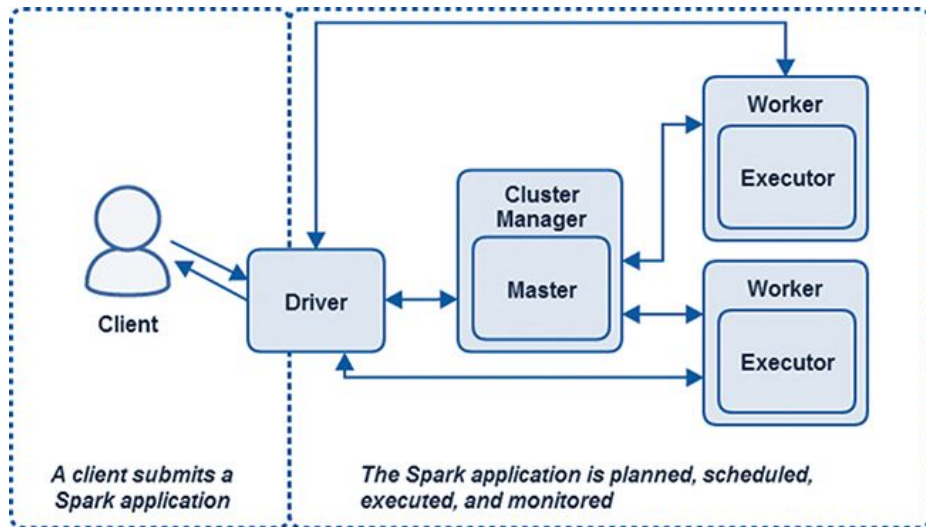 Worker
Executor
Cluster
Manager
Master
Driver
Client
Worker
Executor
A client submits a
Spark application
The Spark application is planned, scheduled,
executed, and monitored